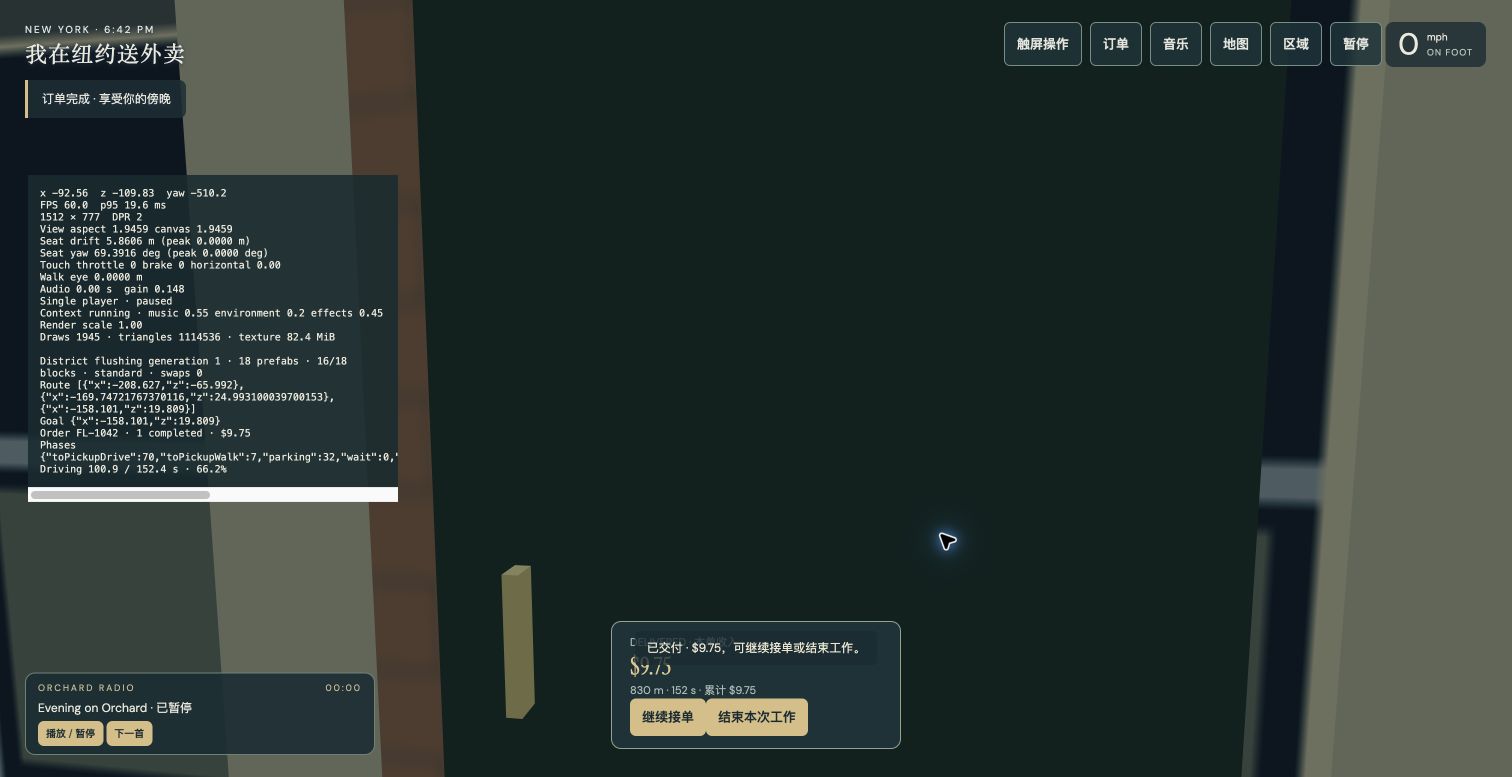 NEW YORK · 6:42 PM
我在纽约送外卖
订单完成 · 享受你的傍晚
触屏操作
订单
音乐
地图
区域
暂停
0 mph
ON FOOT
x -92.56 z -109.83 yaw -510.2
FPS 60.0 p95 19.6 ms
1512 × 777 DPR 2
View aspect 1.9459 canvas 1.9459
Seat drift 5.8606 m (peak 0.0000 m)
Seat yaw 69.3916 deg (peak 0.0000 deg)
Touch throttle 0 brake 0 horizontal 0.00
Walk eye 0.0000 m
Audio 0.00 s gain 0.148
Single player · paused
Context running · music 0.55 environment 0.2 effects 0.45
Render scale 1.00
Draws 1945 · triangles 1114536 · texture 82.4 MiB
District flushing generation 1 · 18 prefabs · 16/18
blocks · standard · swaps 0
Route [{"x":-208.627,"z":-65.992},
{"x":-169.74721767370116,"z":24.993100039700153},
{"x":-158.101,"z":19.809}]
Goal {"x":-158.101,"z":19.809}
Order FL-1042 · 1 completed · $9.75
Phases
{"toPickupDrive":70,"toPickupWalk":7,"parking":32,"wait":0,"
Driving 100.9 / 152.4 s · 66.2%
已交付 · $9.75，可继续接单或结束工作。
$9.75
830 m · 152 s · 累计 $9.75
继续接单
结束本次工作
ORCHARD RADIO
00:00
Evening on Orchard · 已暂停
播放 / 暂停
下一首